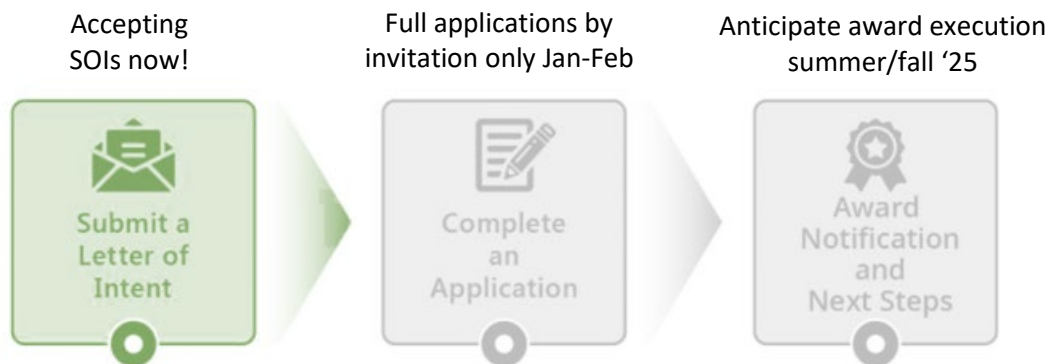 Accepting
SOIs now!
Full applications by
invitation only Jan-Feb
Anticipate award execution
summer/fall ‘25
Submit a
Letter of
Intent
Complete
an
Application
Award
Notification
and
Next Steps